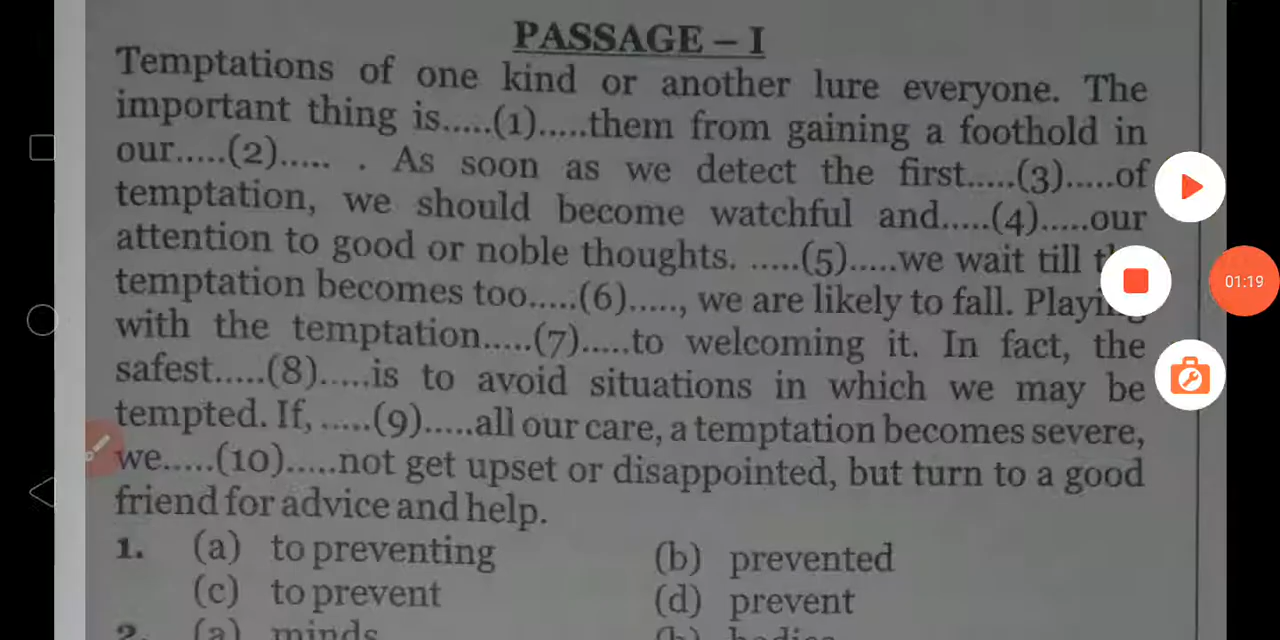 PASSAGE – I
Temptations of one kind or another lure everyone. The
important thing is.....(1).....them from gaining a foothold in
our.....(2)..... . As soon as we detect the first.....(3).....of
temptation, we should become watchful and.....(4).....our
attention to good or noble thoughts. .....(5).....we wait till
temptation becomes too.....(6)....., we are likely to fall.
with the temptation.....(7).....to welcoming it. In fact, the
safest.....(8).....is to avoid situations in which we may be
tempted. If, .....(9).....all our care, a temptation becomes severe,
we.....(10).....not get upset or disappointed, but turn to a good
friend for advice and help.
1. (a) to preventing (b) prevented
(c) to prevent (d) prevent
2. (a) minds (b) bodies
01:19